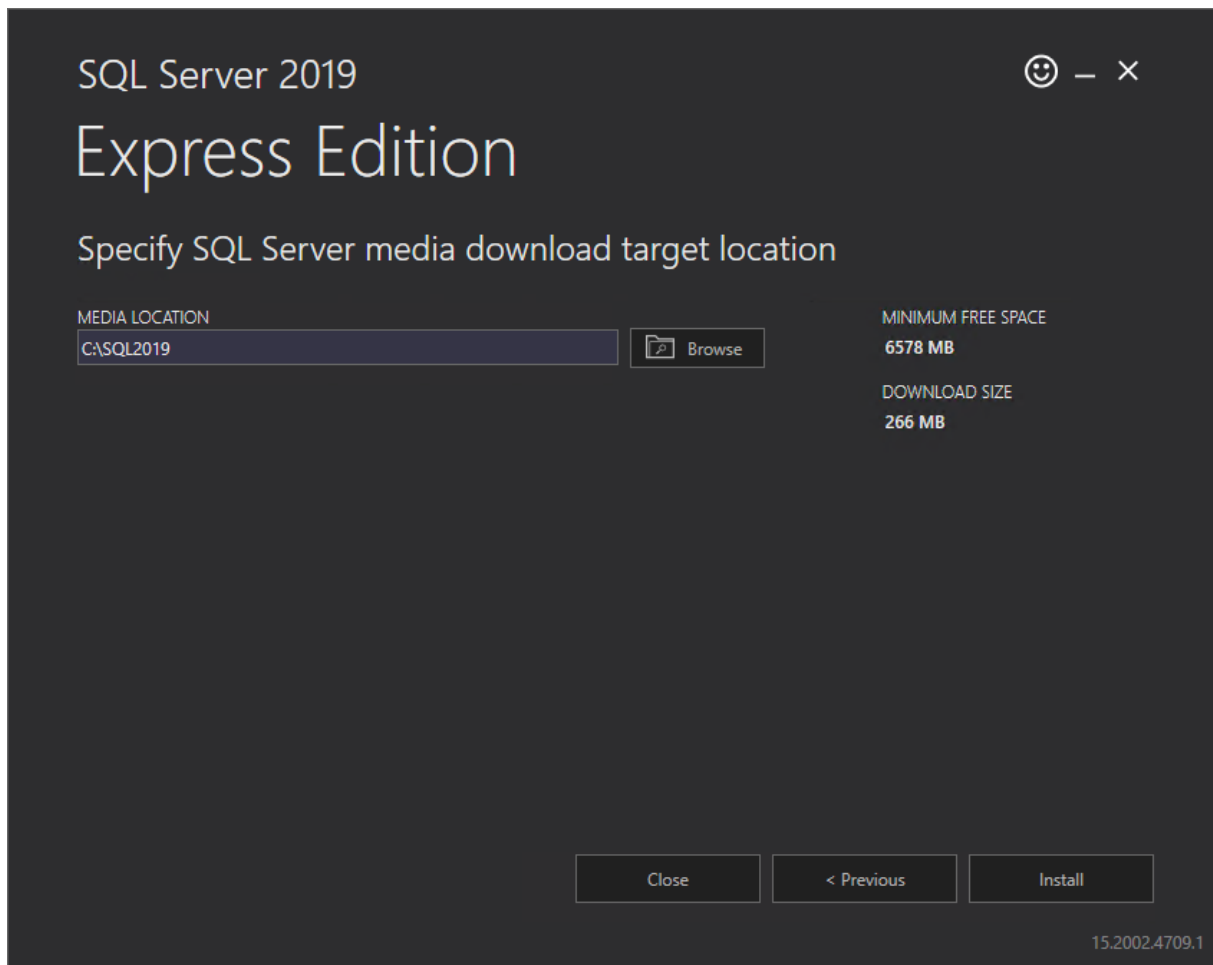 SQL Server 2019
Express Edition
Specify SQL Server media download target location
MEDIA LOCATION
C:\SQL2019
Browse
MINIMUM FREE SPACE
6578 MB
DOWNLOAD SIZE
266 MB
Close
< Previous
Install
15.2002.4709.1